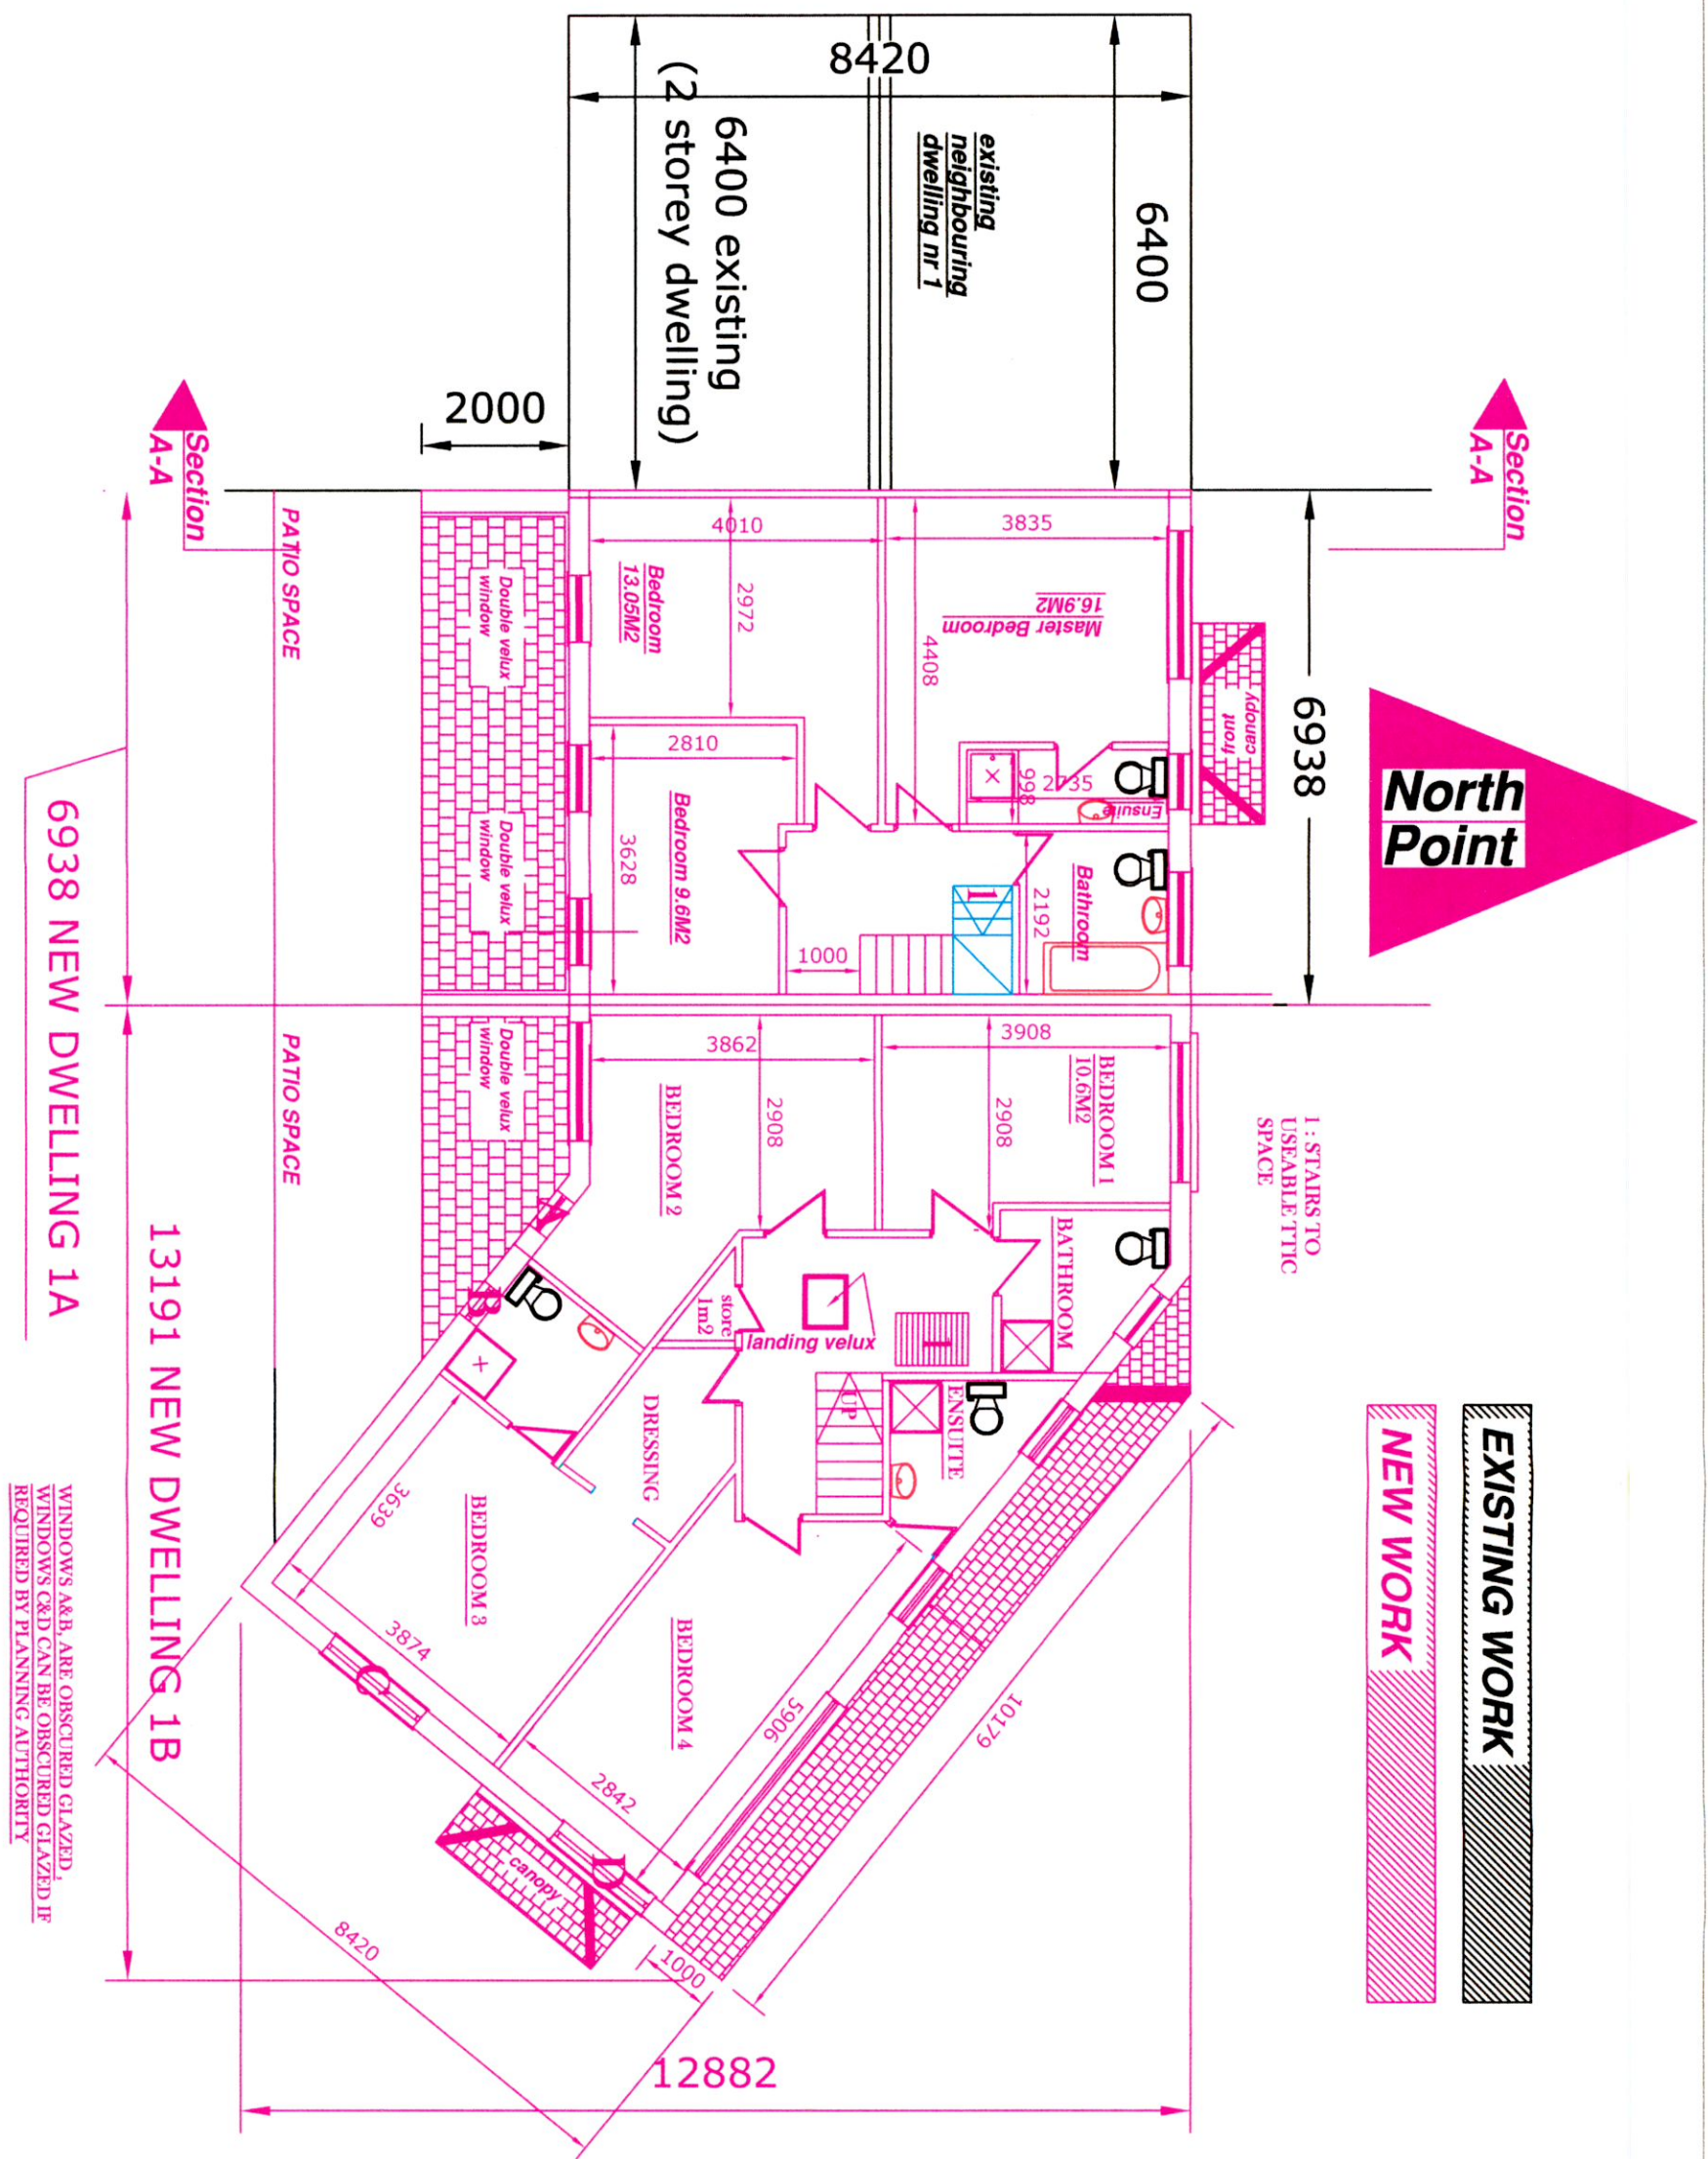 8420
6400
existing
neighbouring
dwelling nr 1
6400 existing
(2 storey dwelling)
2000
Section
A-A
Section
A-A
6938
North
Point
EXISTING WORK
NEW WORK
PATIO SPACE
Double velux
window
Double velux
window
4010
3835
Bedroom
13.05M2
2972
4408
Master Bedroom
16.9M2
canopy
front
2810
998
2735
Ensuite
Bedroom 9.6M2
3628
1000
1
2192
Bathroom
6938 NEW DWELLING 1A
PATIO SPACE
Double velux
window
3862
3908
BEDROOM 2
2908
2908
BEDROOM 1
10.6M2
1 : STAIRS TO
USEABLE TTIC
SPACE
A
B
store
1m2
landing velux
1
BATHROOM
UP
ENSUITE
DRESSING
3639
BEDROOM 3
3874
C
BEDROOM 4
5906
10179
2842
D
canopy
1000
8420
12882
13191 NEW DWELLING 1B
WINDOWS A&B, ARE OBSCURED GLAZED,
WINDOWS C&D CAN BE OBSCURED GLAZED IF
REQUIRED BY PLANNING AUTHORITY